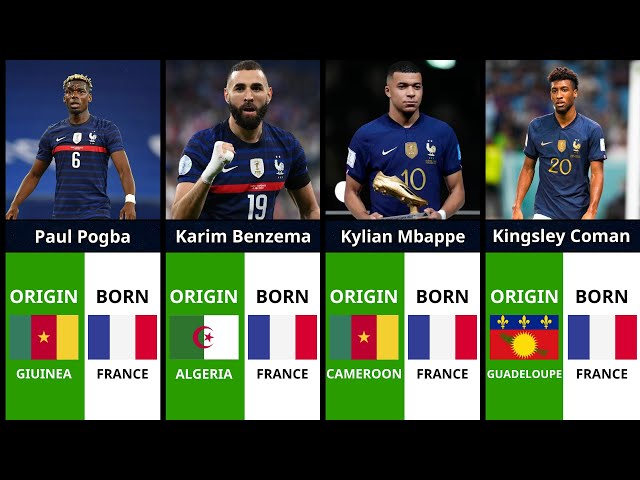 6
19
10
20
Paul Pogba
Karim Benzema
Kylian Mbappe
Kingsley Coman
ORIGIN BORN
GIUINEA FRANCE
ORIGIN BORN
ALGERIA FRANCE
ORIGIN BORN
CAMEROON FRANCE
ORIGIN BORN
GUADELOUPE FRANCE